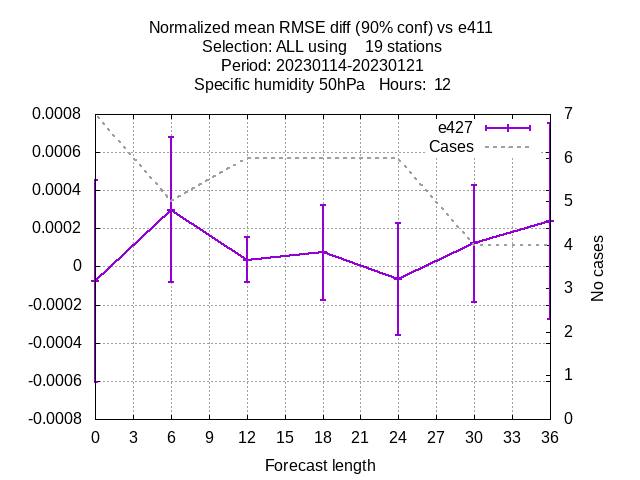 Normalized mean RMSE diff (90% conf) vs e411
Selection: ALL using    19 stations
Period: 20230114-20230121
Specific humidity 50hPa   Hours:  12
e427
Cases
0.0008
0.0006
0.0004
0.0002
0
-0.0002
-0.0004
-0.0006
-0.0008
7
6
5
4
3
2
1
0
No cases
0 3 6 9 12 15 18 21 24 27 30 33 36
Forecast length